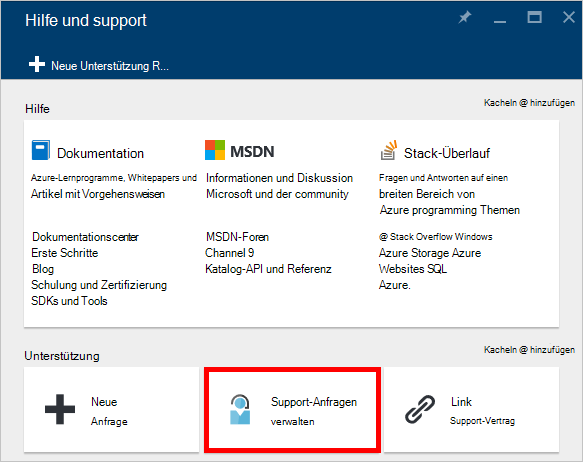 Hilfe und support
Neue Unterstützung R...
Kacheln @ hinzufügen
Hilfe
Dokumentation
Azure-Lernprogramme, Whitepapers und
Artikel mit Vorgehensweisen
Dokumentationscenter
Erste Schritte
Blog
Schulung und Zertifizierung
SDKs und Tools
MSDN
Informationen und Diskussion
Microsoft und der community
MSDN-Foren
Channel 9
Katalog-API und Referenz
Stack-Überlauf
Fragen und Antworten auf einen
breiten Bereich von
Azure programming Themen
@ Stack Overflow Windows
Azure Storage Azure
Websites SQL
Azure.
Kacheln @ hinzufügen
Unterstützung
Neue
Anfrage
Support-Anfragen
verwalten
Link
Support-Vertrag